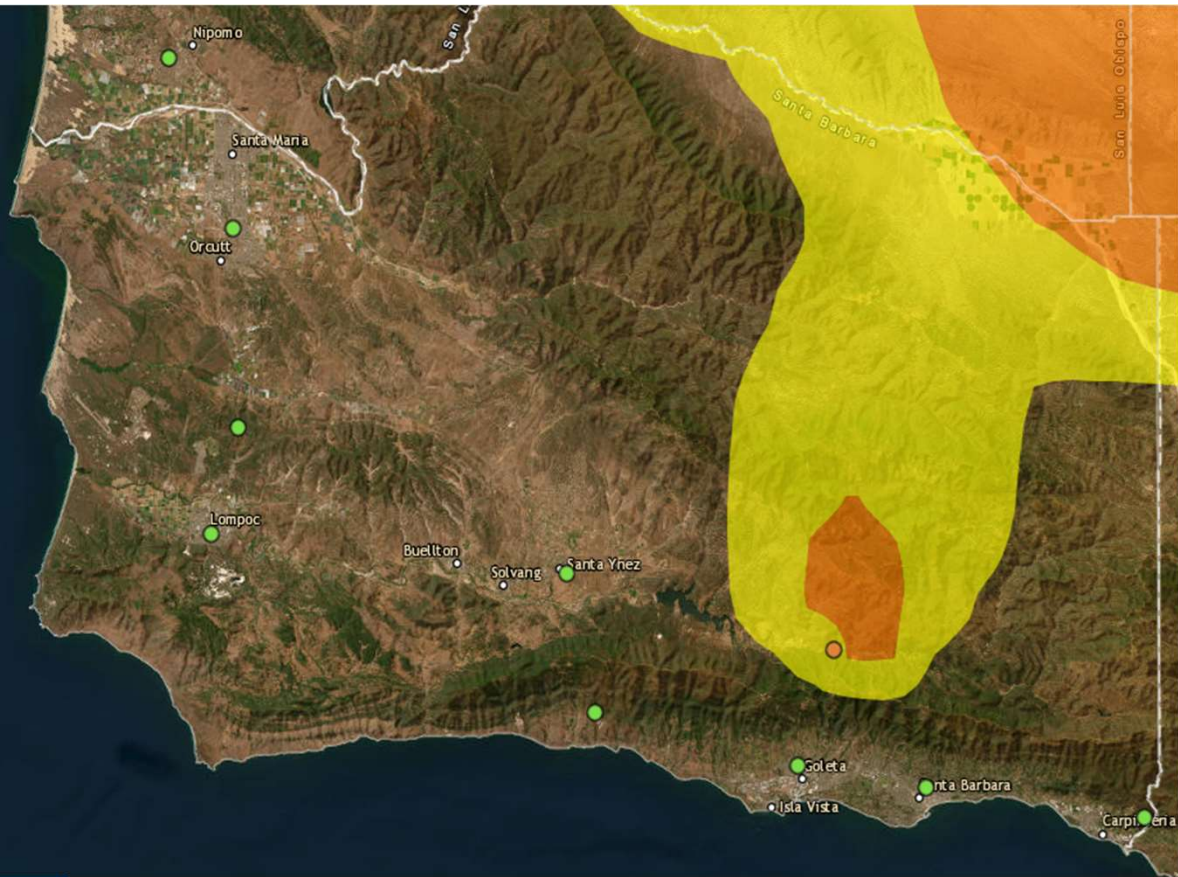 Nipomo
San L
Santa Maria
Santa Barbara
San Luis Obispo
Orcutt
Lompoc
Buellton
Solvang
Santa Ynez
Goleta
nta Barbara
Isla Vista
Carpi eria